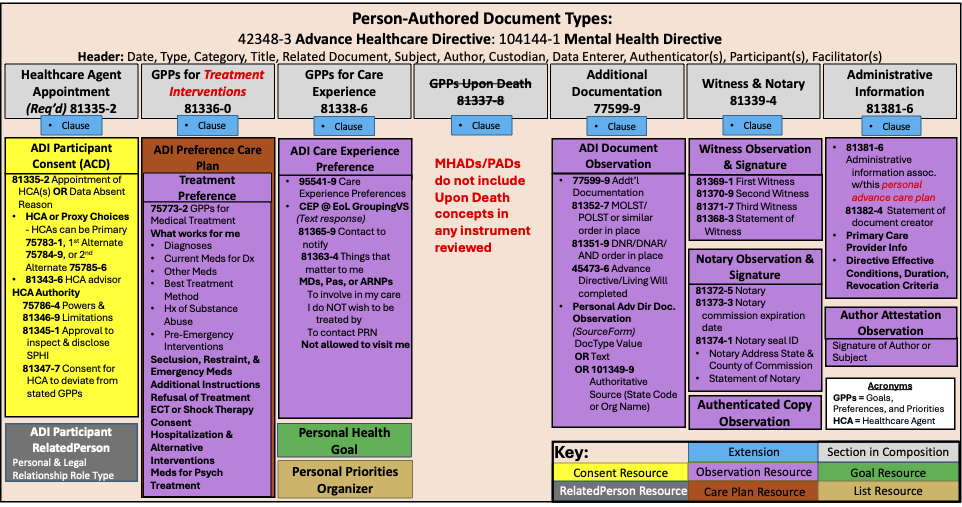 Person-Authored Document Types:
42348-3 Advance Healthcare Directive: 104144-1 Mental Health Directive
Header: Date, Type, Category, Title, Related Document, Subject, Author, Custodian, Data Enterer, Authenticator(s), Participant(s), Facilitator(s)
Healthcare Agent
Appointment
(Req'd) 81335-2
• Clause
ADI Participant
Consent (ACD)
81335-2 Appointment of
HCA(s) OR Data Absent
Reason
• HCA or Proxy Choices
- HCAs can be Primary
75783-1, 1st Alternate
75784-9, or 2nd
Alternate 75785-6
• 81343-6 HCA advisor
HCA Authority
75786-4 Powers &
81346-9 Limitations
81345-1 Approval to
inspect & disclose
SPHI
81347-7 Consent for
HCA to deviate from
stated GPPs
ADI Participant
RelatedPerson
Personal & Legal
Relationship Role Type
GPPs for Treatment
Interventions
81336-0
• Clause
ADI Preference Care
Plan
Treatment
Preference
75773-2 GPPs for
Medical Treatment
What works for me
• Diagnoses
• Current Meds for Dx
• Other Meds
• Best Treatment
Method
• Hx of Substance
Abuse
• Pre-Emergency
Interventions
Seclusion, Restraint, &
Emergency Meds
Additional Instructions
Refusal of Treatment
ECT or Shock Therapy
Consent
Hospitalization &
Alternative
Interventions
Meds for Psych
Treatment
GPPs for Care
Experience
81338-6
• Clause
ADI Care Experience
Preference
• 95541-9 Care
Experience Preferences
• CEP @ EoL GroupingVS
(Text response)
81365-9 Contact to
notify
81363-4 Things that
matter to me
MDs, Pas, or ARNPs
To involve in my care
I do NOT wish to be
treated by
To contact PRN
Not allowed to visit me
Personal Health
Goal
Personal Priorities
Organizer
GPPs Upon Death
81337-8
MHADs/PADs
do not include
Upon Death
concepts in
any instrument
reviewed
Additional
Documentation
77599-9
• Clause
ADI Document
Observation
• 77599-9 Addt'l
Documentation
81352-7 MOLST/
POLST or similar
order in place
81351-9 DNR/DNAR/
AND order in place
45473-6 Advance
Directive/Living Will
completed
• Personal Adv Dir Doc.
Observation
(SourceForm)
DocType Value
OR Text
OR 101349-9
Authoritative
Source (State Code
or Org Name)
Witness & Notary
81339-4
• Clause
Witness Observation
& Signature
81369-1 First Witness
81370-9 Second Witness
81371-7 Third Witness
81368-3 Statement of
Witness
Notary Observation &
Signature
81372-5 Notary
81373-3 Notary
commission expiration
date
81374-1 Notary seal ID
• Notary Address State &
County of Commission
• Statement of Notary
Authenticated Copy
Observation
Administrative
Information
81381-6
• Clause
• 81381-6
Administrative
information assoc.
w/this personal
advance care plan
• 81382-4 Statement of
document creator
• Primary Care
Provider Info
• Directive Effective
Conditions, Duration,
Revocation Criteria
Author Attestation
Observation
Signature of Author or
Subject
Acronyms
GPPs = Goals,
Preferences, and Priorities
HCA = Healthcare Agent
Key:
Extension
Section in Composition
Consent Resource
Observation Resource
Goal Resource
RelatedPerson Resource
Care Plan Resource
List Resource